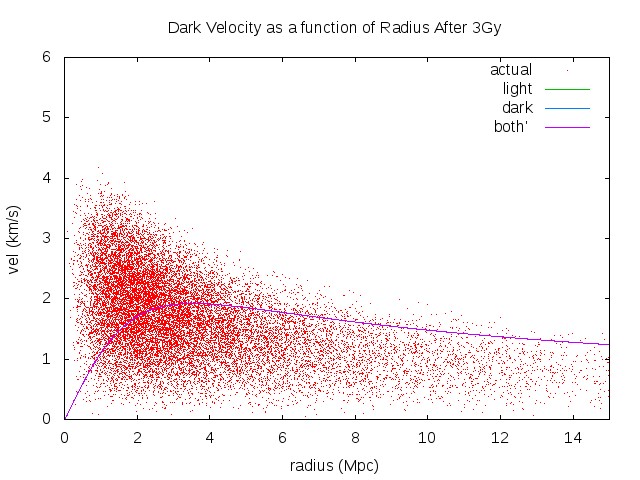 Dark Velocity as a function of Radius After 3Gy
actual
light
dark
both'
6
5
4
3
2
1
0
vel (km/s)
0 2 4 6 8 10 12 14
radius (Mpc)